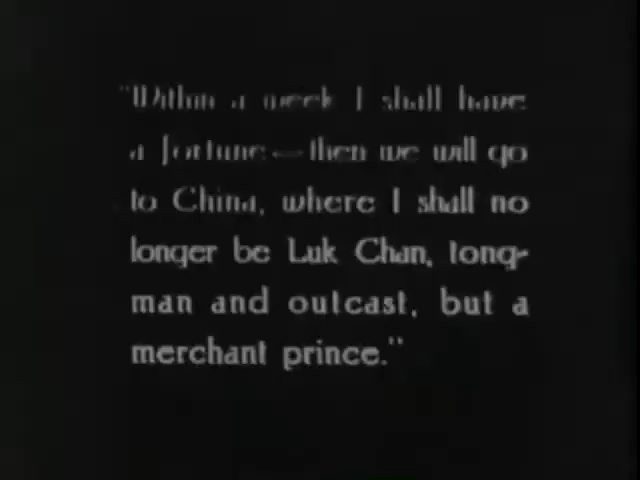 "Within a week I shall have
a fortune—then we will go
to China, where I shall no
longer be Luk Chan, tong-
man and outcast, but a
merchant prince."